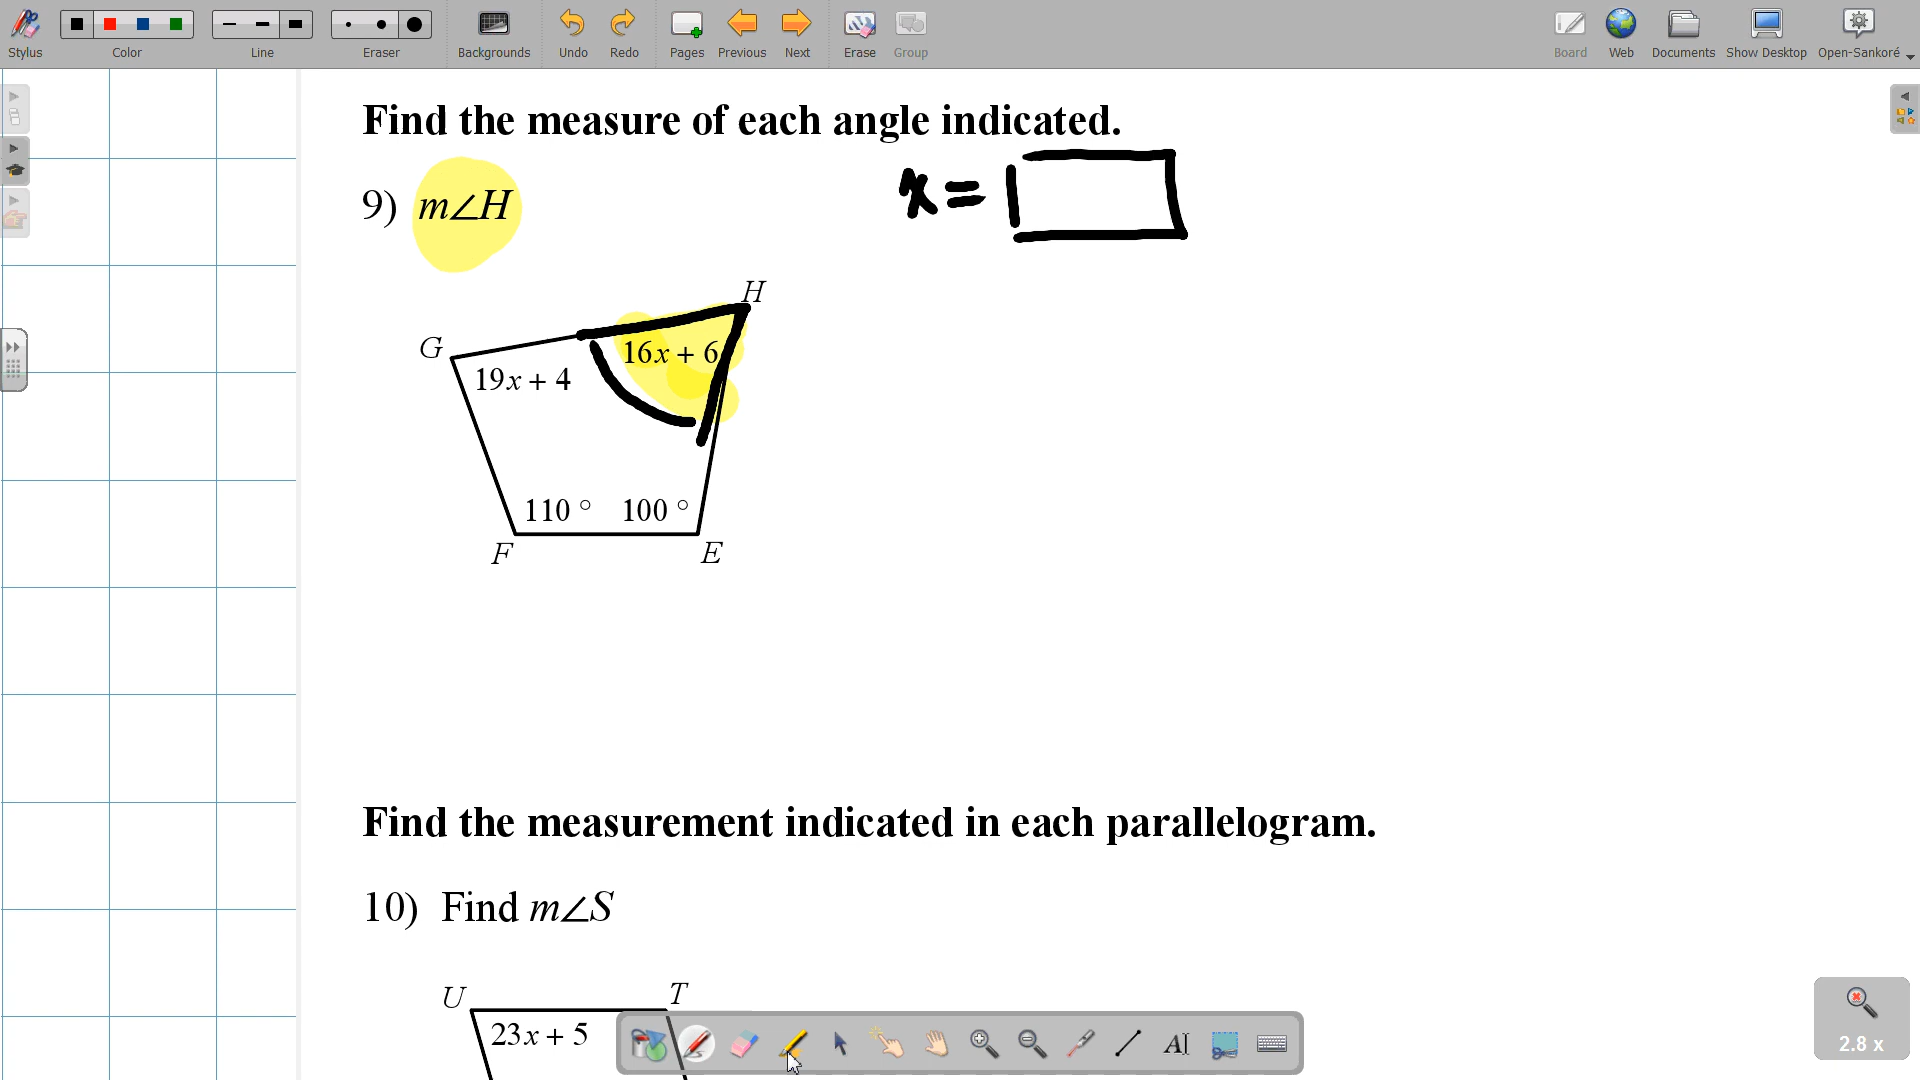 Stylus Color Line Eraser Backgrounds Undo Redo Pages Previous Next Erase Group Board Web Documents Show Desktop Open-Sankoré
Find the measure of each angle indicated.
9) m∠H
x =
H
G
16x + 6
19x + 4
110 ° 100 °
F E
Find the measurement indicated in each parallelogram.
10) Find m∠S
U T
23x + 5
AI
2.8 x